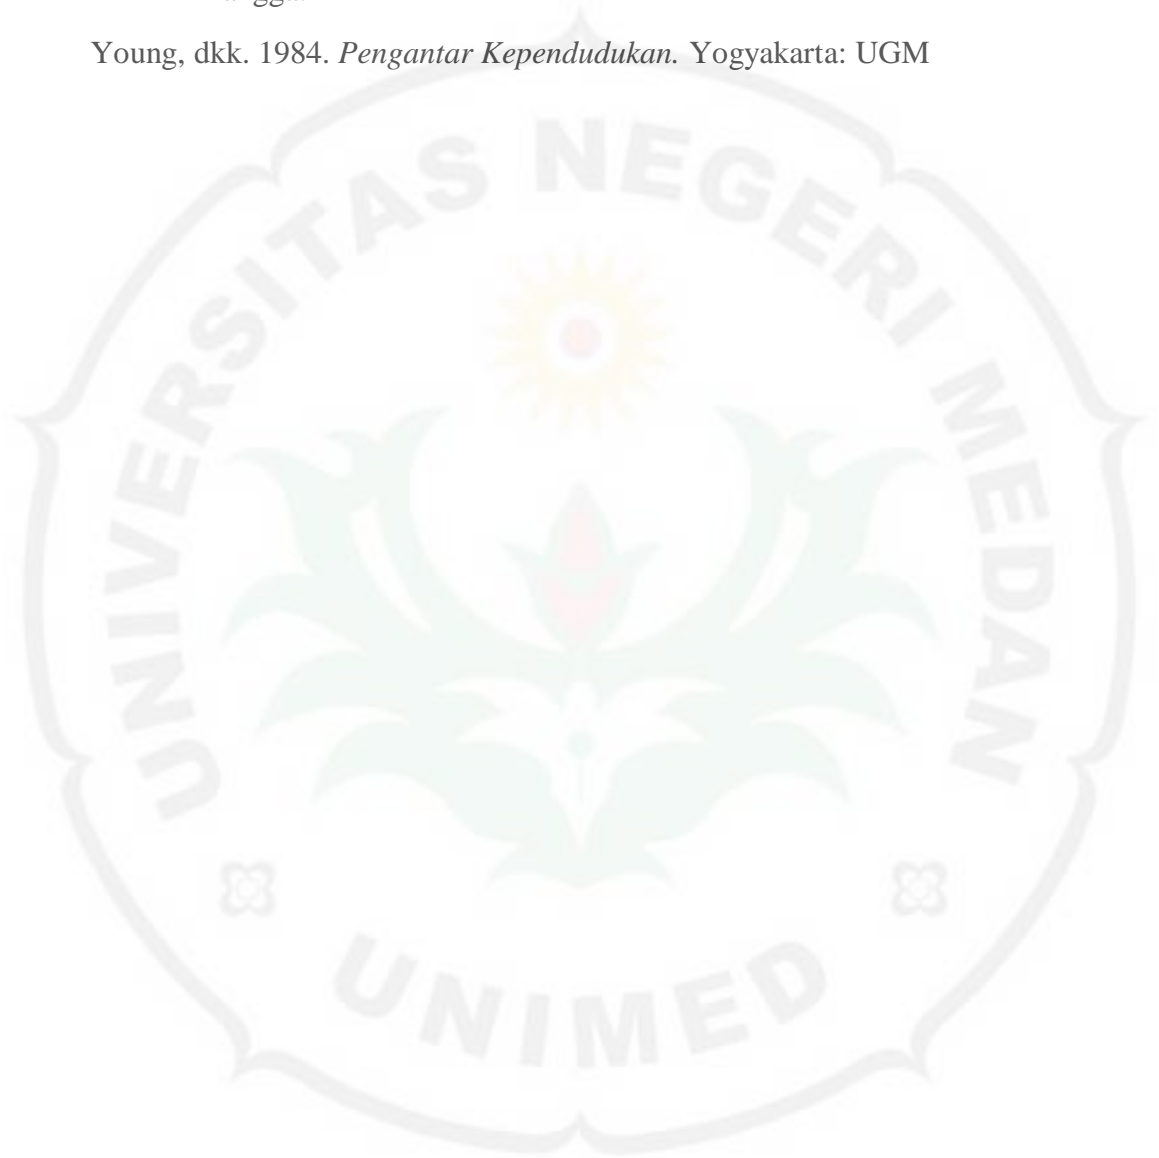 Young, dkk. 1984. Pengantar Kependudukan. Yogyakarta: UGM
UNIVERSITAS NEGERI MEDAN
UNIMED